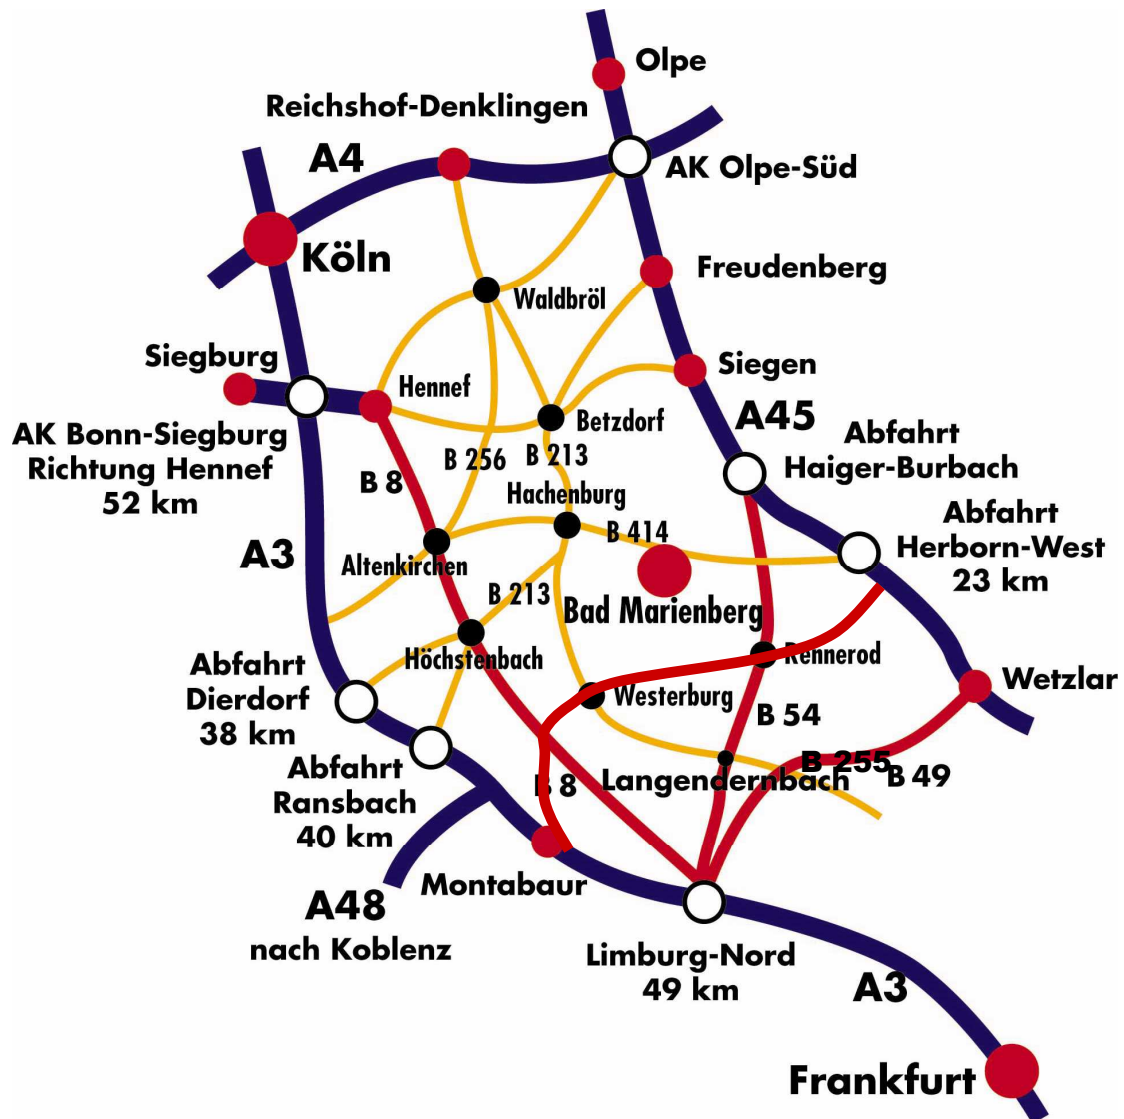 Olpe
Reichshof-Denklingen
A4
AK Olpe-Süd
Köln
Freudenberg
Waldbröl
Siegburg
Siegen
Hennef
A45
Betzdorf
Abfahrt
Haiger-Burbach
AK Bonn-Siegburg
Richtung Hennef
52 km
B 256
B 213
B 8
Hachenburg
Abfahrt
Herborn-West
23 km
B 414
A3
Altenkirchen
B 213
Bad Marienberg
Höchstenbach
Rennerod
Abfahrt
Dierdorf
38 km
Westerburg
Wetzlar
B 54
Abfahrt
Ransbach
40 km
B 8
Langendernbach
B 255
B 49
Montabaur
A48
nach Koblenz
Limburg-Nord
49 km
A3
Frankfurt